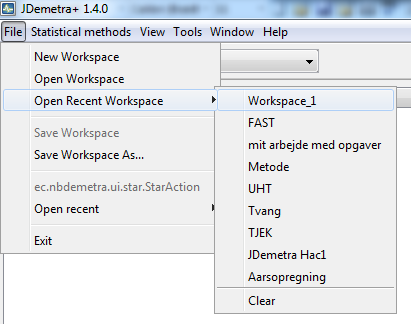 JDemetra+ 1.4.0
File Statistical methods View Tools Window Help
New Workspace
Open Workspace
Open Recent Workspace
Save Workspace
Save Workspace As...
ec.nbdemetra.ui.star.StarAction
Open recent
Exit
Workspace_1
FAST
mit arbejde med opgaver
Metode
UHT
Tvang
TJEK
JDemetra Hac1
Aarsopregning
Clear